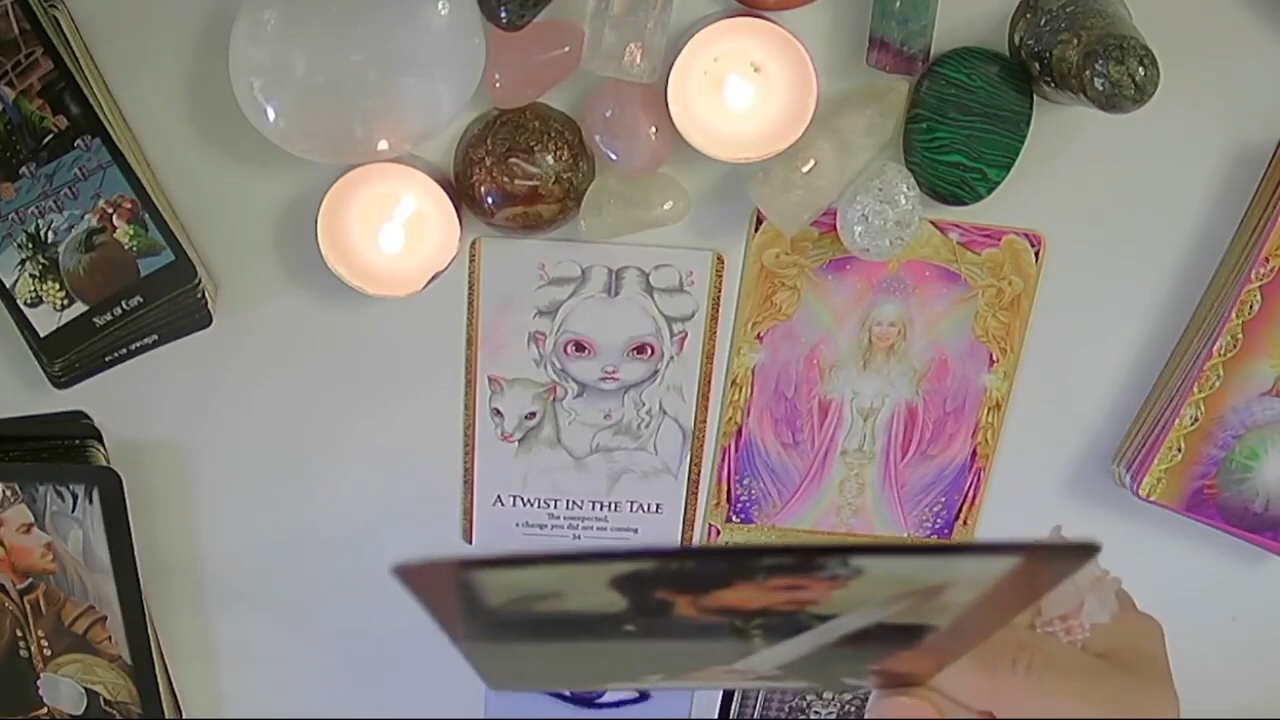 NINE OF CUPS
A TWIST IN THE TALE
The unexpected,
a change you did not see coming
34